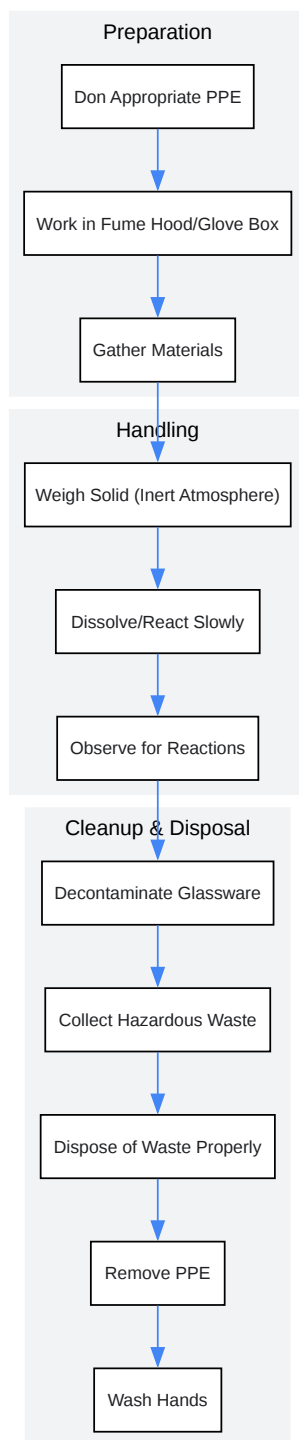 Preparation
Don Appropriate PPE
Work in Fume Hood/Glove Box
Gather Materials
Handling
Weigh Solid (Inert Atmosphere)
Dissolve/React Slowly
Observe for Reactions
Cleanup & Disposal
Decontaminate Glassware
Collect Hazardous Waste
Dispose of Waste Properly
Remove PPE
Wash Hands